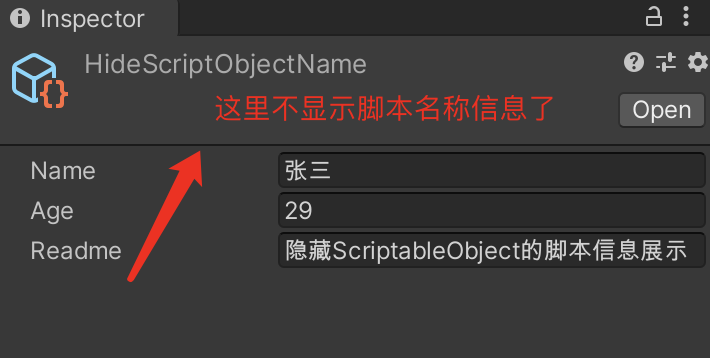 Inspector
HideScriptObjectName
这里不显示脚本名称信息了
Open
Name 张三
Age 29
Readme 隐藏ScriptableObject的脚本信息展示